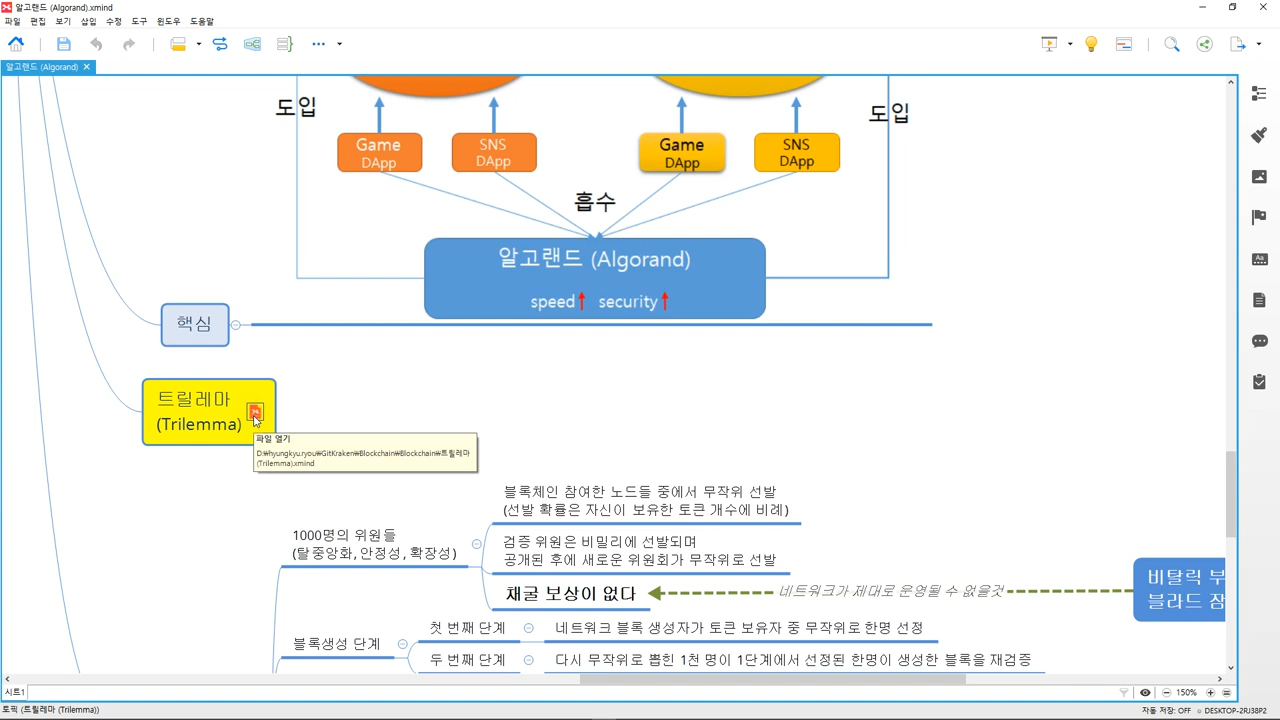 알고랜드 (Algorand).xmind
파일 편집 보기 삽입 수정 도구 윈도우 도움말
알고랜드 (Algorand)
도입
도입
Game
DApp
SNS
DApp
Game
DApp
SNS
DApp
흡수
알고랜드 (Algorand)
speed security
핵심
트릴레마
(Trilemma)
파일 열기
D:₩hyungkyu.ryou₩GitKraken₩Blockchain₩Blockchain₩트릴레마
(Trilemma).xmind
블록체인 참여한 노드들 중에서 무작위 선발
(선발 확률은 자신이 보유한 토큰 개수에 비례)
1000명의 위원들
(탈중앙화, 안정성, 확장성)
검증 위원은 비밀리에 선발되며
공개된 후에 새로운 위원회가 무작위로 선발
채굴 보상이 없다
네트워크가 제대로 운영될 수 없을것
비탈릭 부
블라드 잠
블록생성 단계
첫 번째 단계
네트워크 블록 생성자가 토큰 보유자 중 무작위로 한명 선정
두 번째 단계
다시 무작위로 뽑힌 1천 명이 1단계에서 선정된 한명이 생성한 블록을 재검증
시트1
150%
토픽 (트릴레마 (Trilemma))
자동 저장: OFF
DESKTOP-2RJ38P2